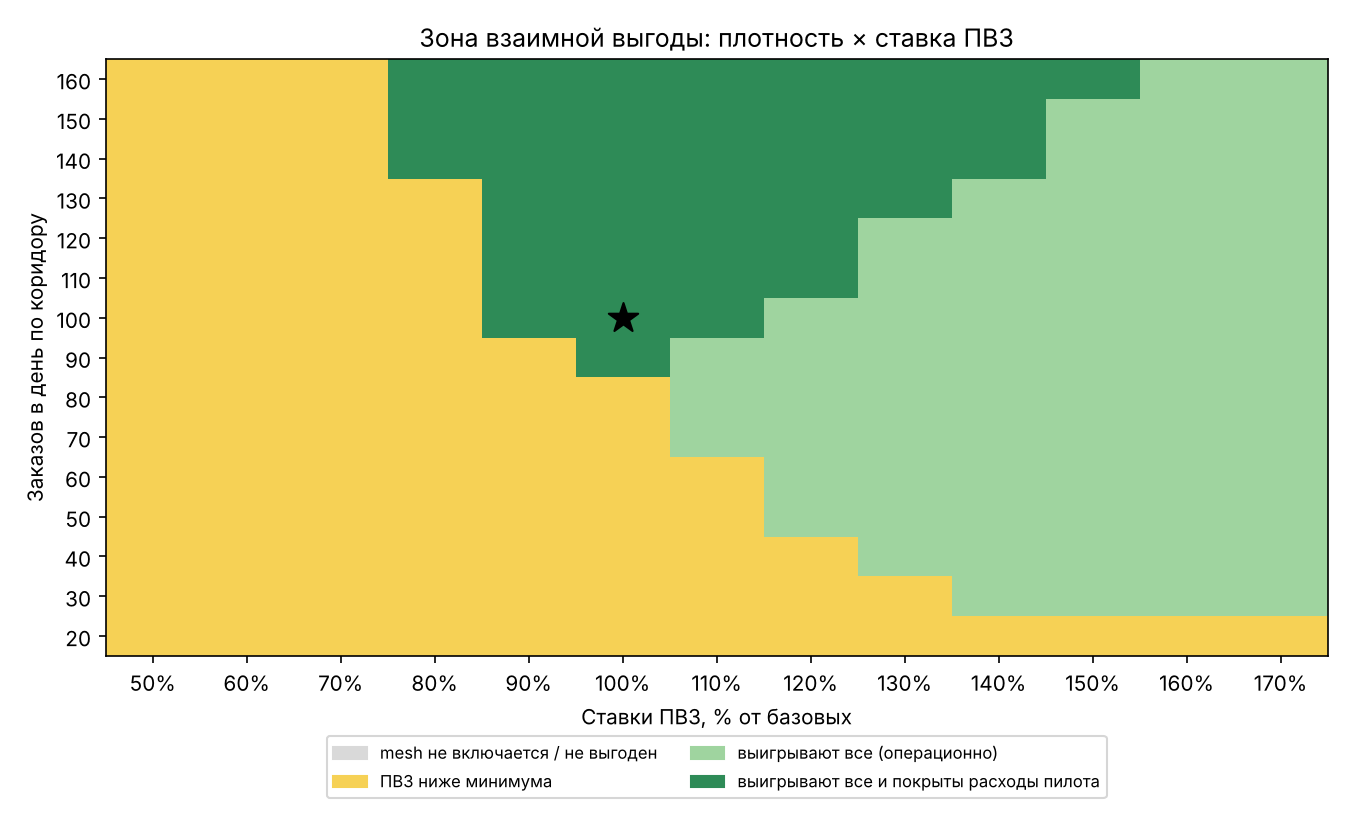 Зона взаимной выгоды: плотность × ставка ПВЗ
Заказов в день по коридору
160
150
140
130
120
110
100
90
80
70
60
50
40
30
20
50% 60% 70% 80% 90% 100% 110% 120% 130% 140% 150% 160% 170%
Ставки ПВЗ, % от базовых
mesh не включается / не выгоден
ПВЗ ниже минимума
выигрывают все (операционно)
выигрывают все и покрыты расходы пилота